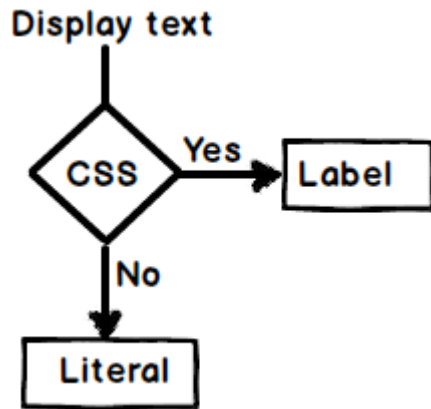 Display text
CSS
Yes
Label
No
Literal